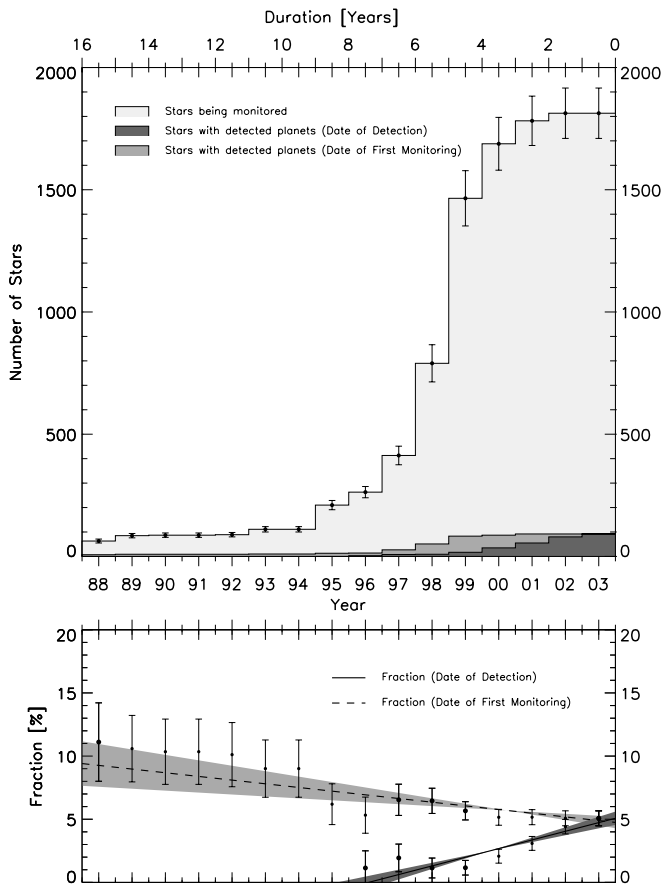 Duration [Years]
16 14 12 10 8 6 4 2 0
2000 2000
Stars being monitored
Stars with detected planets (Date of Detection)
Stars with detected planets (Date of First Monitoring)
1500 1500
Number of Stars
1000 1000
500 500
0 0
88 89 90 91 92 93 94 95 96 97 98 99 00 01 02 03
Year
20 20
Fraction (Date of Detection)
Fraction (Date of First Monitoring)
15 15
Fraction [%]
10 10
5 5
0 0